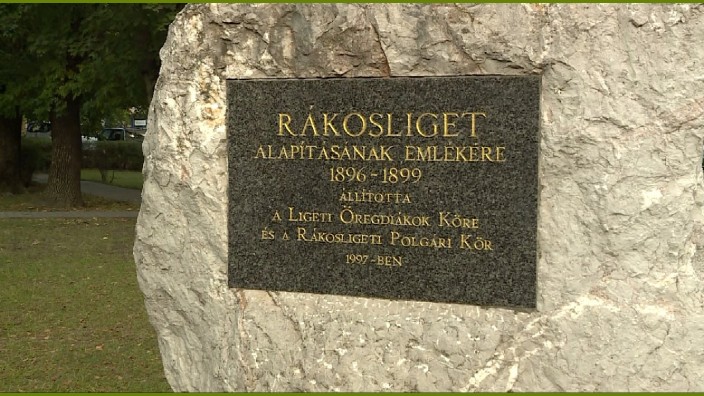 RÁKOSLIGET
ALAPÍTÁSÁNAK EMLÉKÉRE
1896-1899
ÁLLÍTOTTA
A LIGETI ÖREGDIÁKOK KÖRE
ÉS A RÁKOSLIGETI POLGÁRI KÖR
1997-BEN